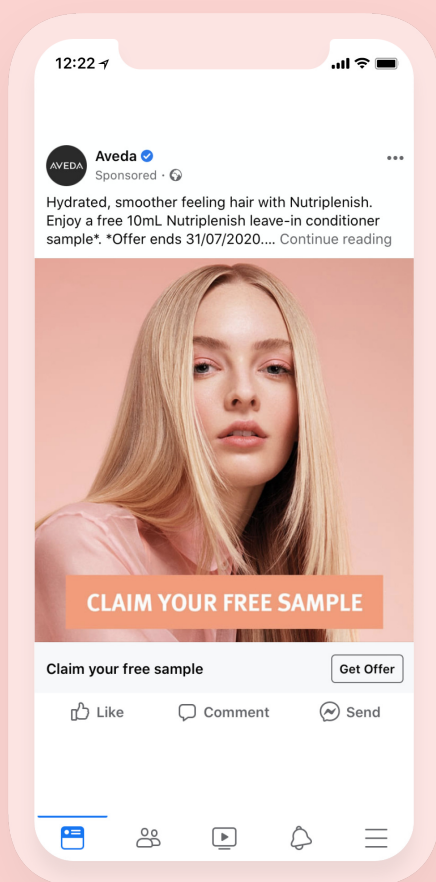 12:22
AVEDA
Aveda
Sponsored ·
Hydrated, smoother feeling hair with Nutriplenish.
Enjoy a free 10mL Nutriplenish leave-in conditioner
sample*. *Offer ends 31/07/2020.... Continue reading
CLAIM YOUR FREE SAMPLE
Claim your free sample
Get Offer
Like
Comment
Send